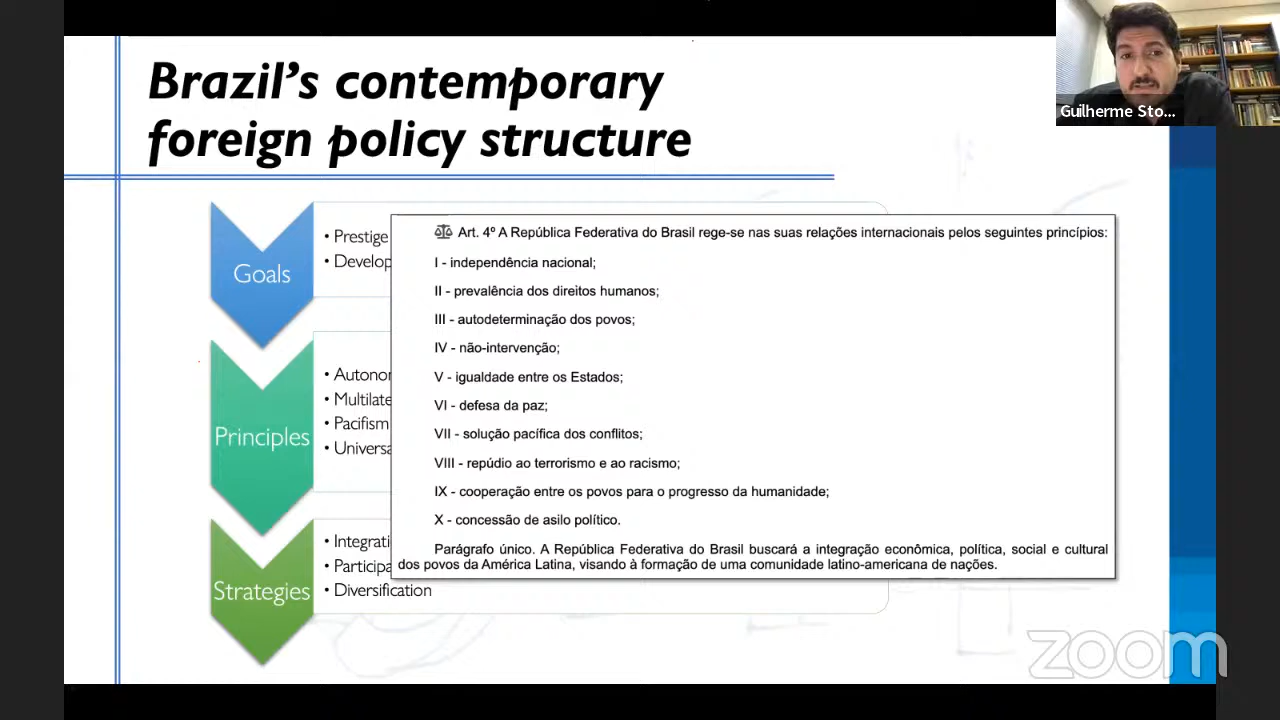 Brazil's contemporary
foreign policy structure
Guilherme Sto...
Goals
• Prestige
• Develop
Principles
• Autonor
• Multilate
• Pacifism
• Universa
Strategies
• Integrati
• Participa
• Diversification
Art. 4º A República Federativa do Brasil rege-se nas suas relações internacionais pelos seguintes princípios:
I - independência nacional;
II - prevalência dos direitos humanos;
III - autodeterminação dos povos;
IV - não-intervenção;
V - igualdade entre os Estados;
VI - defesa da paz;
VII - solução pacífica dos conflitos;
VIII - repúdio ao terrorismo e ao racismo;
IX - cooperação entre os povos para o progresso da humanidade;
X - concessão de asilo político.
Parágrafo único. A República Federativa do Brasil buscará a integração econômica, política, social e cultural
dos povos da América Latina, visando à formação de uma comunidade latino-americana de nações.
zoom